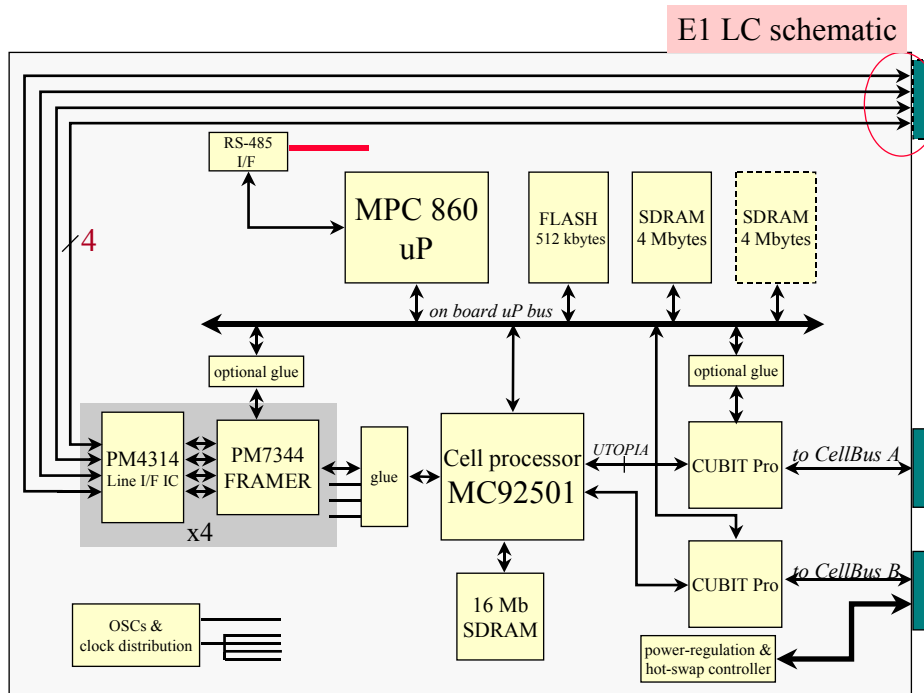 E1 LC schematic
RS-485
I/F
MPC 860
uP
FLASH
512 kbytes
SDRAM
4 Mbytes
SDRAM
4 Mbytes
4
on board uP bus
optional glue
optional glue
PM4314
Line I/F IC
PM7344
FRAMER
x4
glue
Cell processor
MC92501
UTOPIA
CUBIT Pro
to CellBus A
CUBIT Pro
to CellBus B
16 Mb
SDRAM
OSCs &
clock distribution
power-regulation &
hot-swap controller